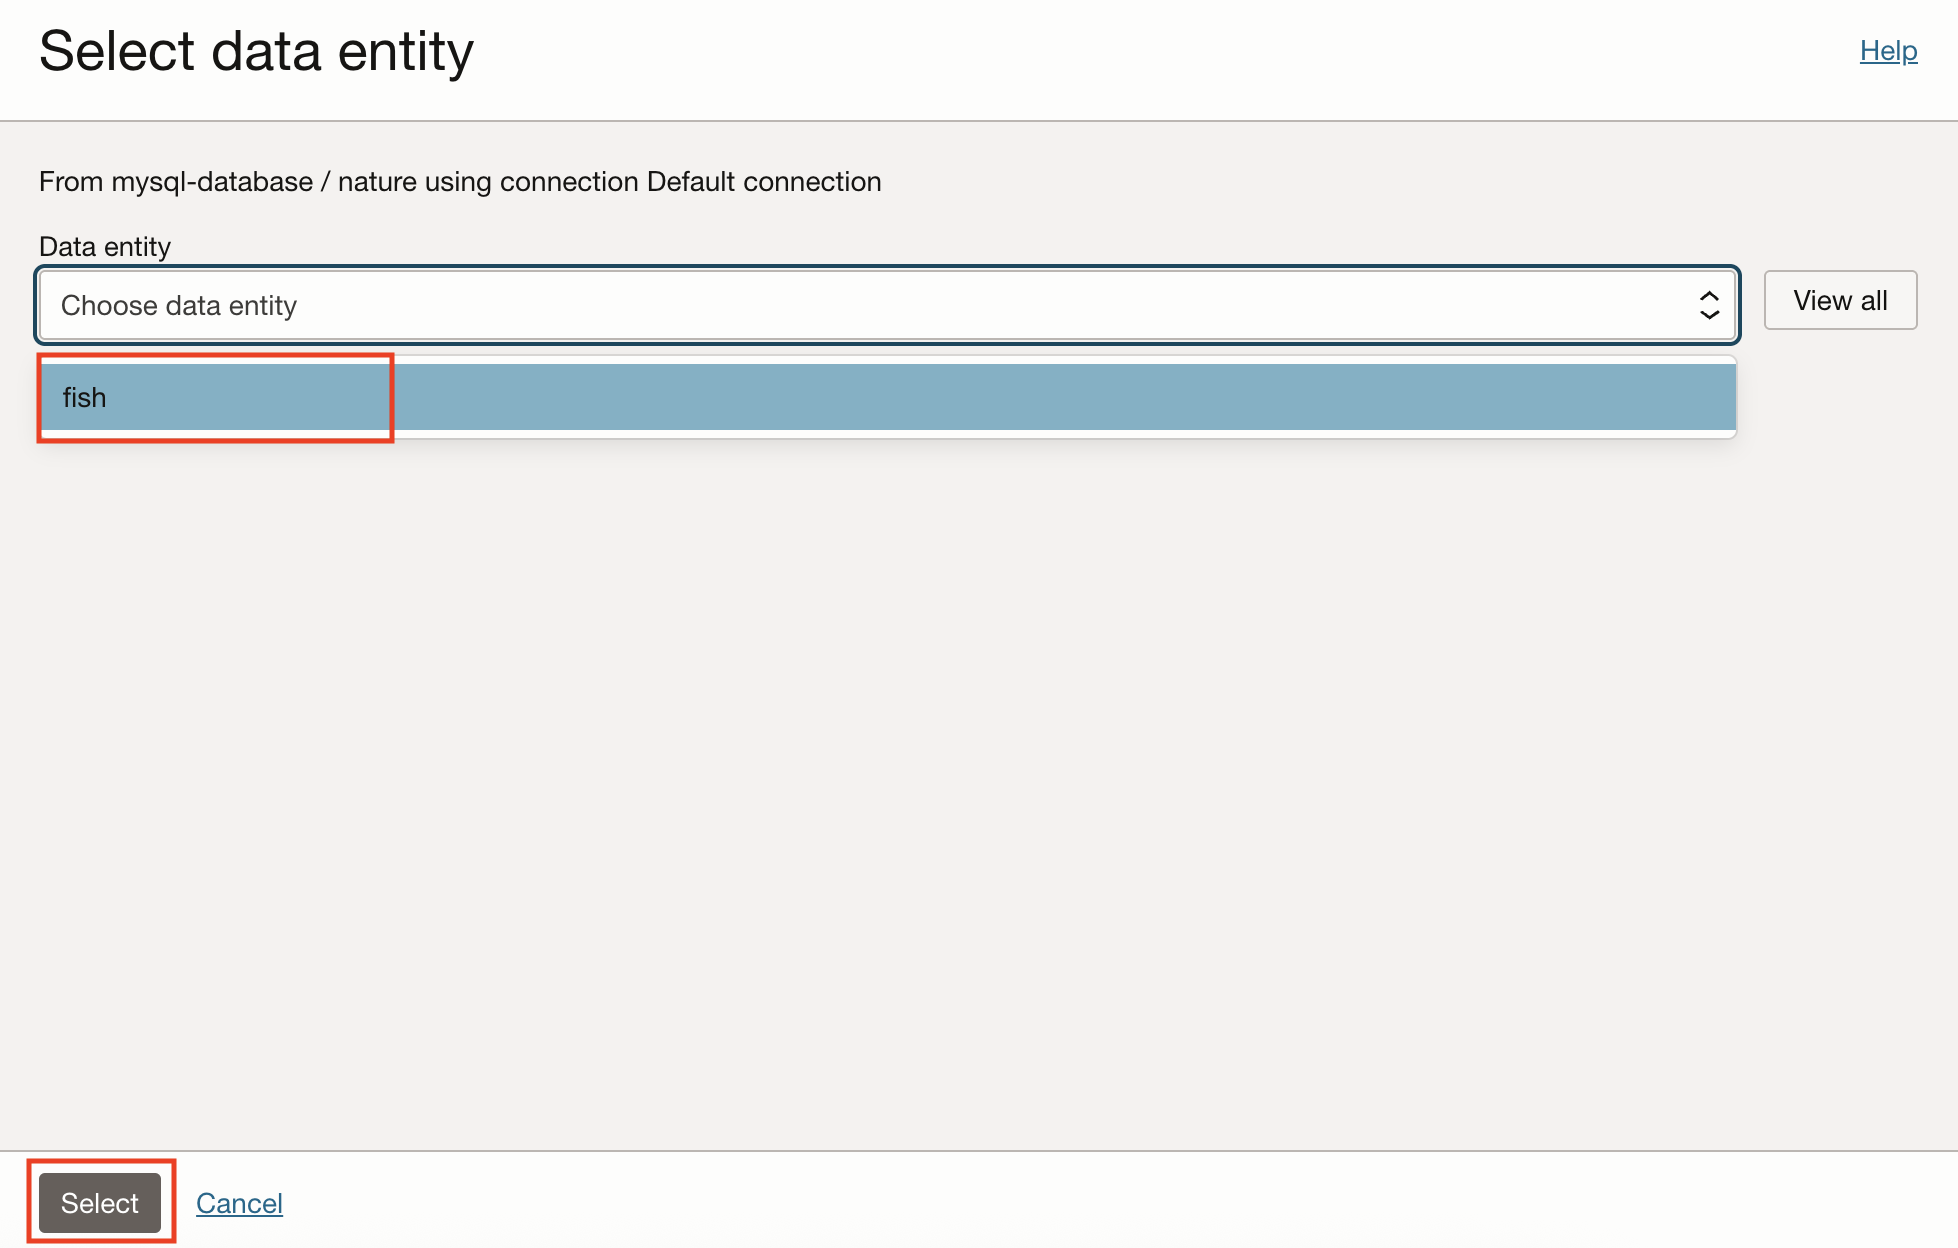 Select data entity
Help
From mysql-database / nature using connection Default connection
Data entity
Choose data entity
View all
fish
Select
Cancel